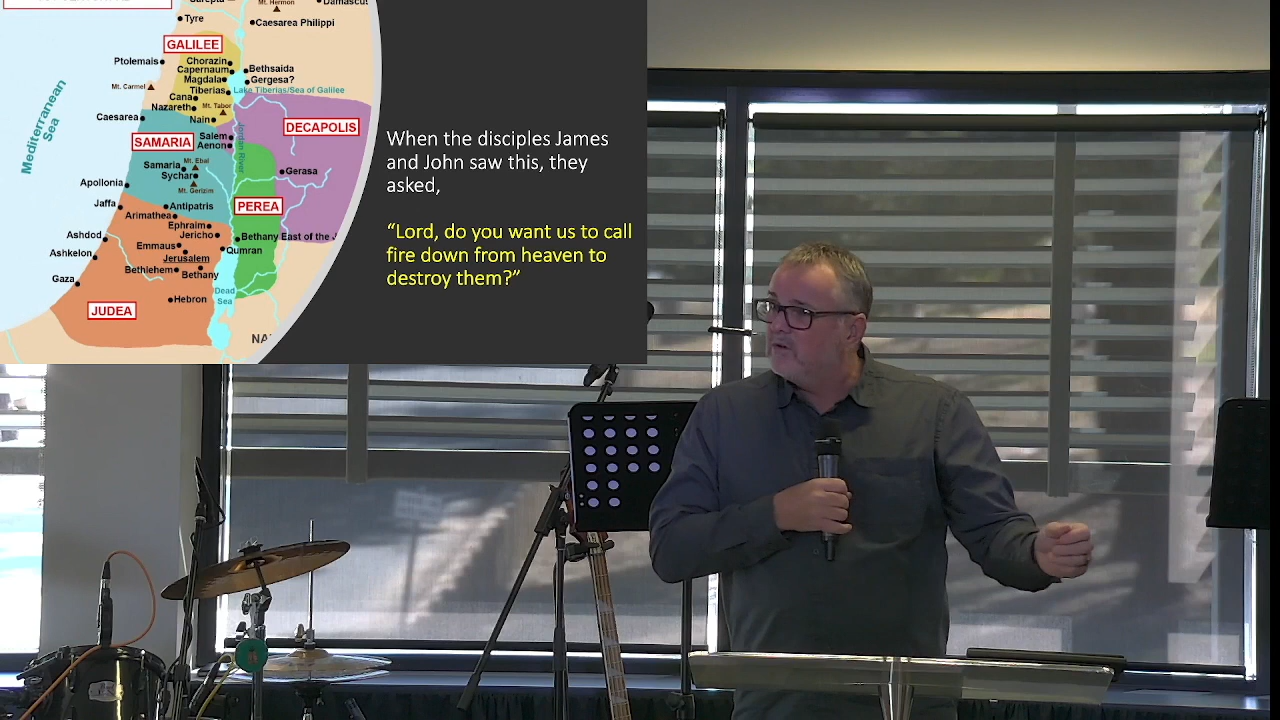 Mt. Hermon
Tyre
Caesarea Philippi
GALILEE
Ptolemais
Chorazin
Bethsaida
Capernaum
Gergesa?
Magdala
Mt. Carmel
Tiberias
Lake Tiberias/Sea of Galilee
Cana
Nazareth
Mt. Tabor
Caesarea
Nain
DECAPOLIS
Mediterranean
Sea
SAMARIA
Salem
Aenon
Jordan River
Mt. Ebal
Samaria
Sychar
Gerasa
Apollonia
Mt. Gerizim
Jaffa
Antipatris
PEREA
Arimathea
Ephraim
Ashdod
Jericho
Bethany East of the J
Emmaus
Qumran
Ashkelon
Jerusalem
Bethlehem
Bethany
Gaza
Dead
Sea
Hebron
JUDEA
NA
When the disciples James
and John saw this, they
asked,
“Lord, do you want us to call
fire down from heaven to
destroy them?”